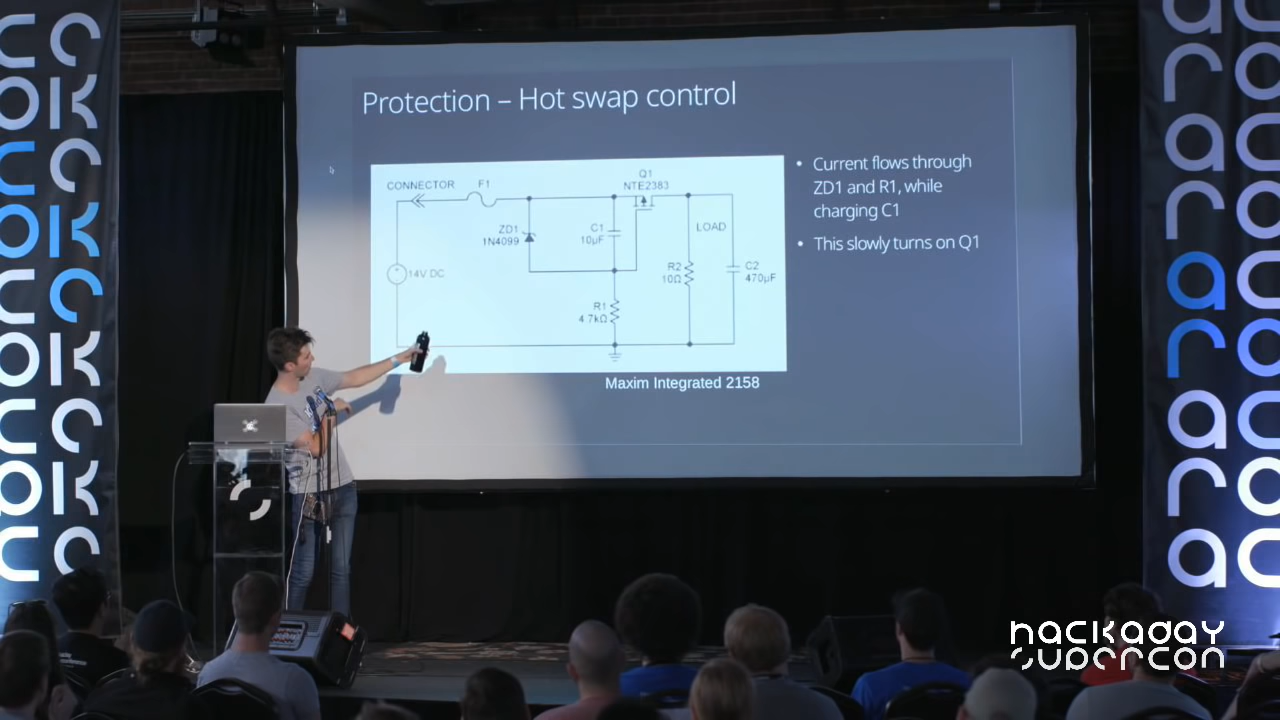 Protection – Hot swap control
CONNECTOR
F1
Q1
NTE2383
ZD1
1N4099
C1
10µF
LOAD
14V DC
R2
10Ω
C2
470µF
R1
4.7kΩ
Maxim Integrated 2158
• Current flows through
ZD1 and R1, while
charging C1
• This slowly turns on Q1
hackaday
supercon